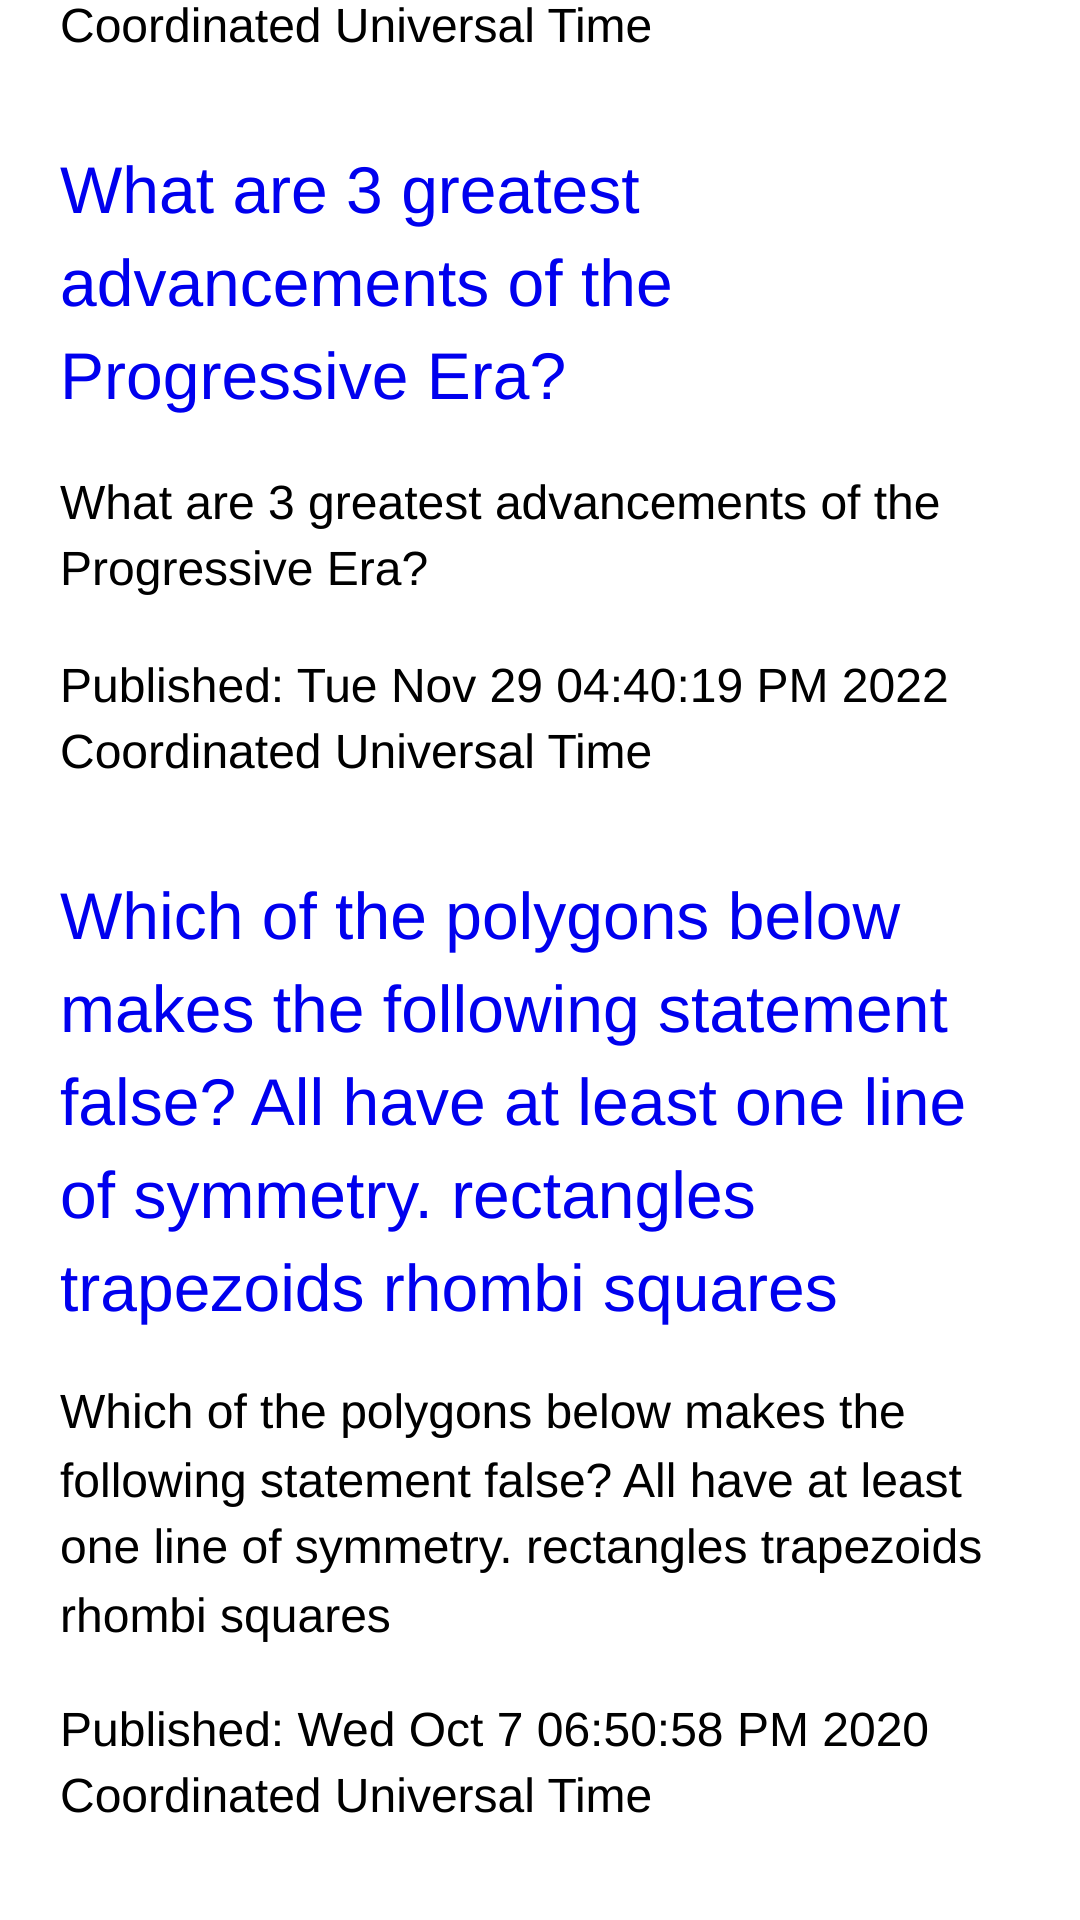 Coordinated Universal Time
What are 3 greatest
advancements of the
Progressive Era?
What are 3 greatest advancements of the
Progressive Era?
Published: Tue Nov 29 04:40:19 PM 2022
Coordinated Universal Time
Which of the polygons below
makes the following statement
false? All have at least one line
of symmetry. rectangles
trapezoids rhombi squares
Which of the polygons below makes the
following statement false? All have at least
one line of symmetry. rectangles trapezoids
rhombi squares
Published: Wed Oct 7 06:50:58 PM 2020
Coordinated Universal Time